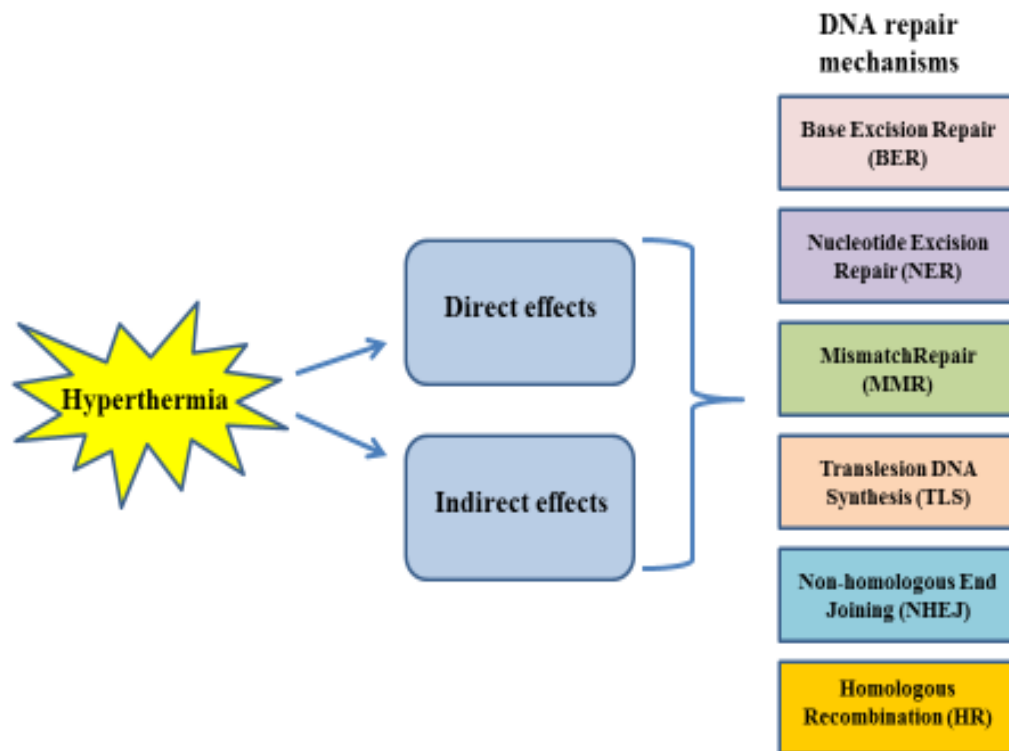 DNA repair
mechanisms
Base Excision Repair
(BER)
Nucleotide Excision
Repair (NER)
MismatchRepair
(MMR)
Translesion DNA
Synthesis (TLS)
Non-homologous End
Joining (NHEJ)
Homologous
Recombination (HR)
Direct effects
Hyperthermia
Indirect effects